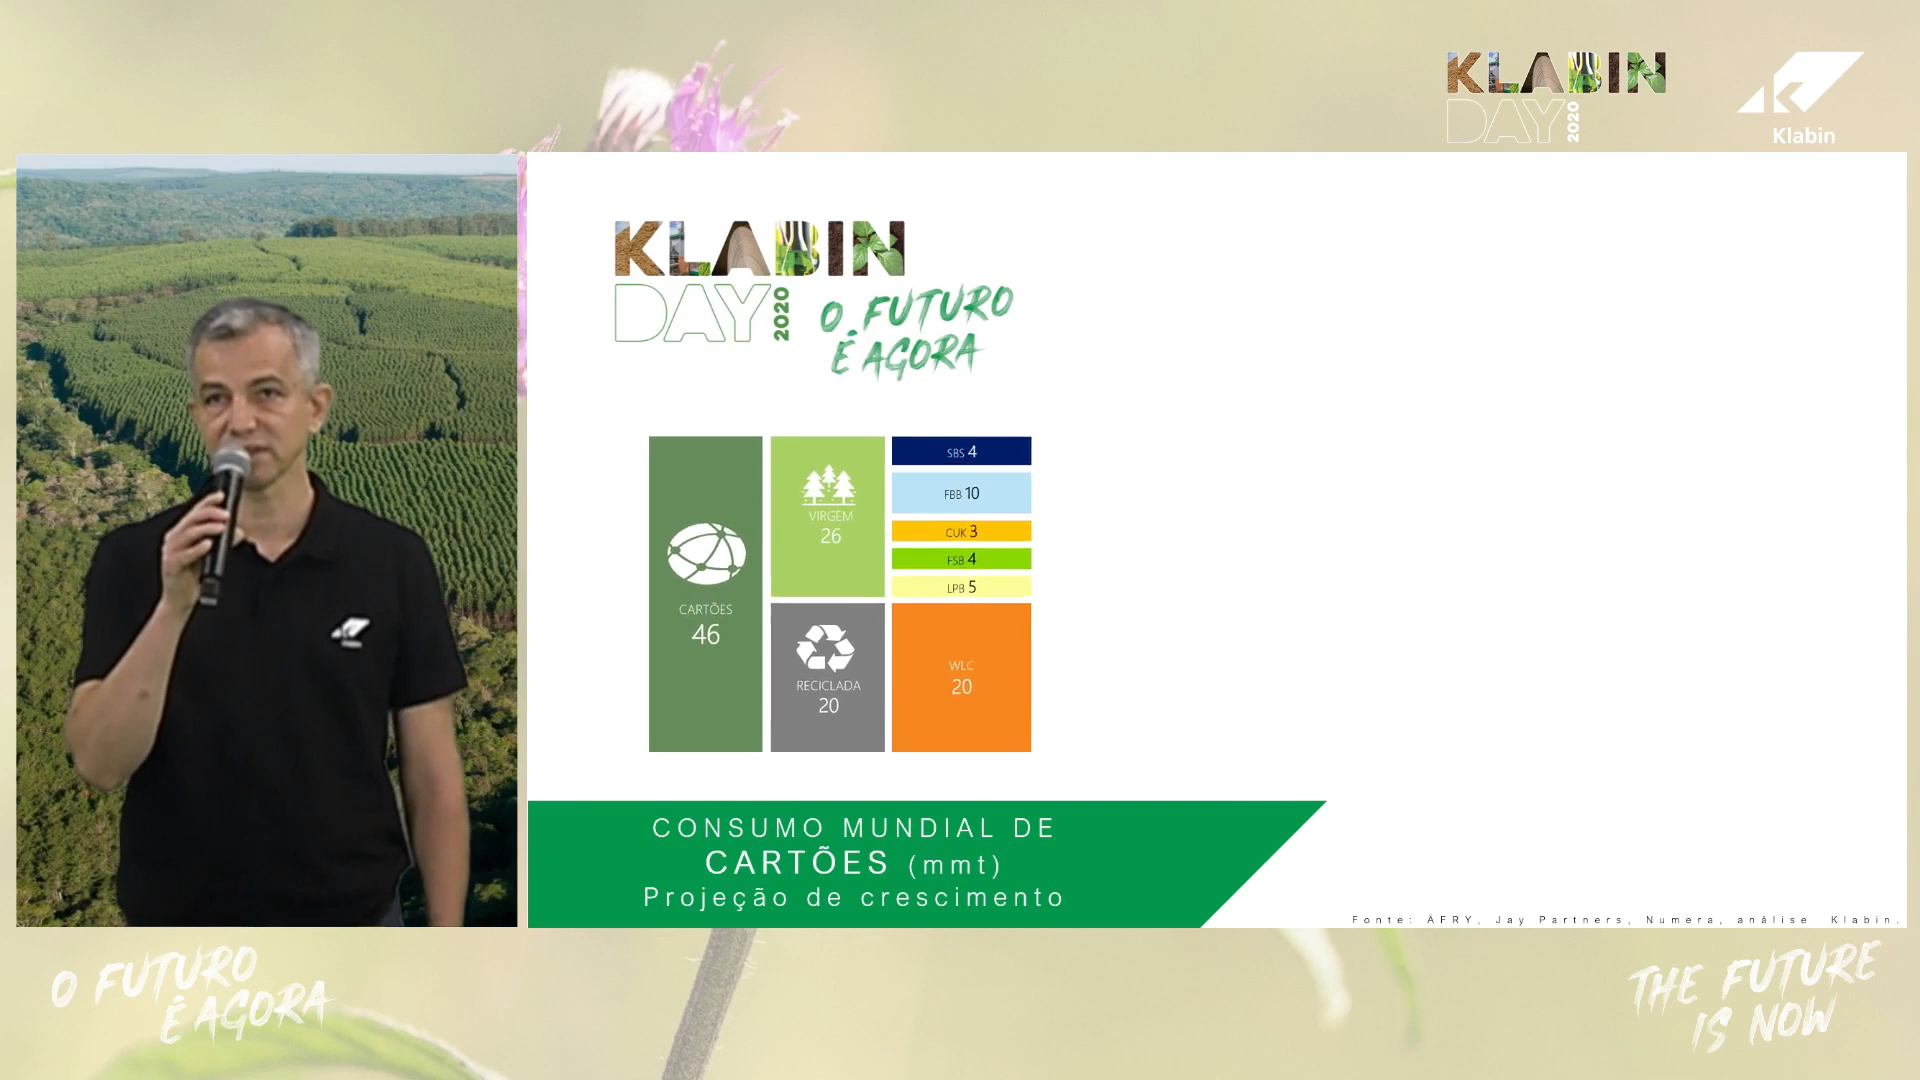 KLABIN
DAY 2020
Klabin
KLABIN
DAY 2020
O FUTURO
É AGORA
CARTÕES
46
VIRGEM
26
RECICLADA
20
SBS 4
FBB 10
CUK 3
FSB 4
LPB 5
WLC
20
CONSUMO MUNDIAL DE
CARTÕES (mmt)
Projeção de crescimento
Fonte: ÁFRY, Jay Partners, Numera, análise Klabin.
O FUTURO
É AGORA
THE FUTURE
IS NOW